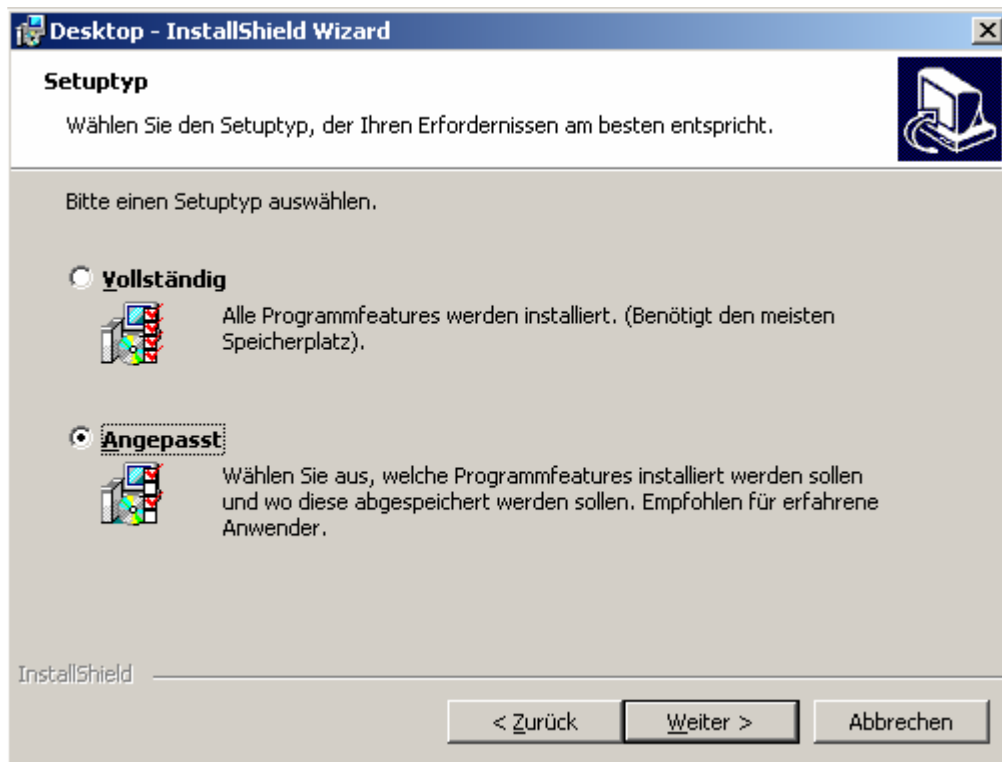 Desktop - InstallShield Wizard
Setuptyp
Wählen Sie den Setuptyp, der Ihren Erfordernissen am besten entspricht.
Bitte einen Setuptyp auswählen.
Vollständig
Alle Programmfeatures werden installiert. (Benötigt den meisten
Speicherplatz).
Angepasst
Wählen Sie aus, welche Programmfeatures installiert werden sollen
und wo diese abgespeichert werden sollen. Empfohlen für erfahrene
Anwender.
InstallShield
< Zurück
Weiter >
Abbrechen